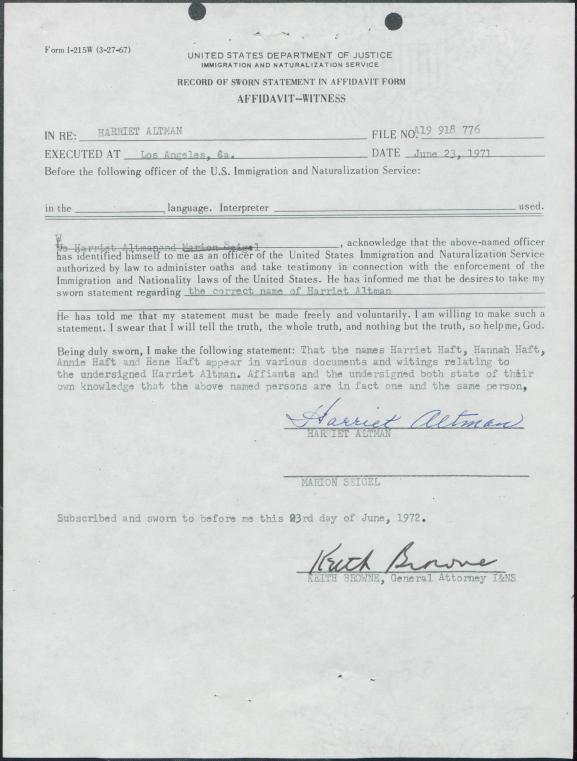 Form I-215W (3-27-67)
UNITED STATES DEPARTMENT OF JUSTICE
IMMIGRATION AND NATURALIZATION SERVICE
RECORD OF SWORN STATEMENT IN AFFIDAVIT FORM
AFFIDAVIT—WITNESS
IN RE: HARRIET ALTMAN FILE NO. A19 918 776
EXECUTED AT Los Angeles, Ca. DATE June 23, 1971
Before the following officer of the U.S. Immigration and Naturalization Service:
in the language. Interpreter used.
We Harriet Altmanand Marion Seigel, acknowledge that the above-named officer
has identified himself to me as an officer of the United States Immigration and Naturalization Service
authorized by law to administer oaths and take testimony in connection with the enforcement of the
Immigration and Nationality laws of the United States. He has informed me that he desires to take my
sworn statement regarding the correct name of Harriet Altman
He has told me that my statement must be made freely and voluntarily. I am willing to make such a
statement. I swear that I will tell the truth, the whole truth, and nothing but the truth, so help me, God.
Being duly sworn, I make the following statement: That the names Harriet Haft, Hannah Haft,
Annie Haft and Hene Haft appear in various documents and witings relating to
the undersigned Harriet Altman. Affiants and the undersigned both state of their
own knowledge that the above named persons are in fact one and the same person,
Harriet Altman
HARRIET ALTMAN
MARION SEIGEL
Subscribed and sworn to before me this 23rd day of June, 1972.
Keith Browne
KEITH BROWNE, General Attorney I&NS